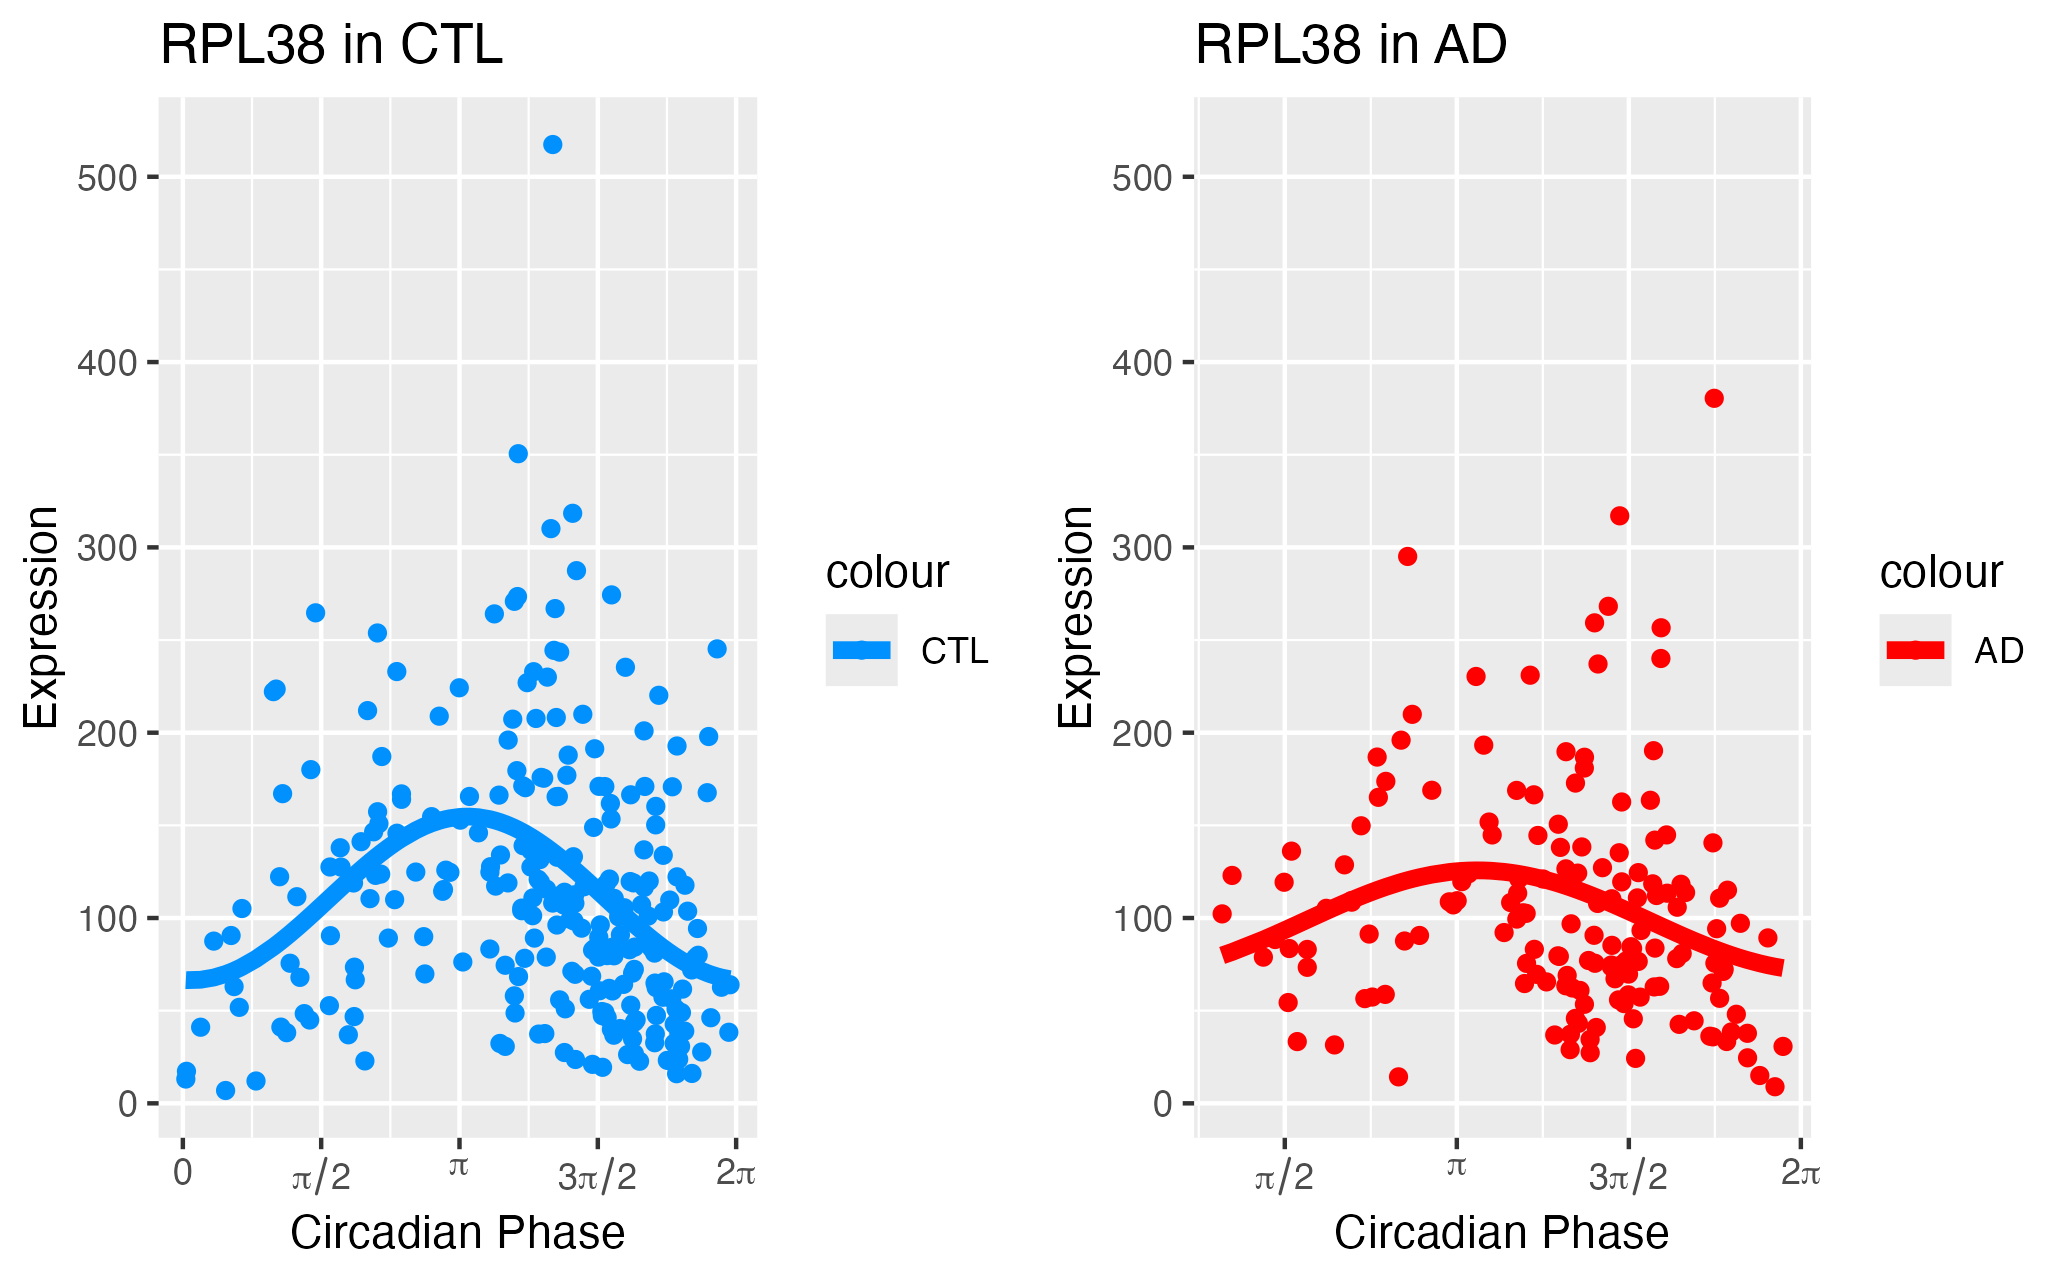 RPL38 in CTL
500
400
300
200
100
0
Expression
0 π/2 π 3π/2 2π
Circadian Phase
colour
CTL
RPL38 in AD
500
400
300
200
100
0
Expression
π/2 π 3π/2 2π
Circadian Phase
colour
AD